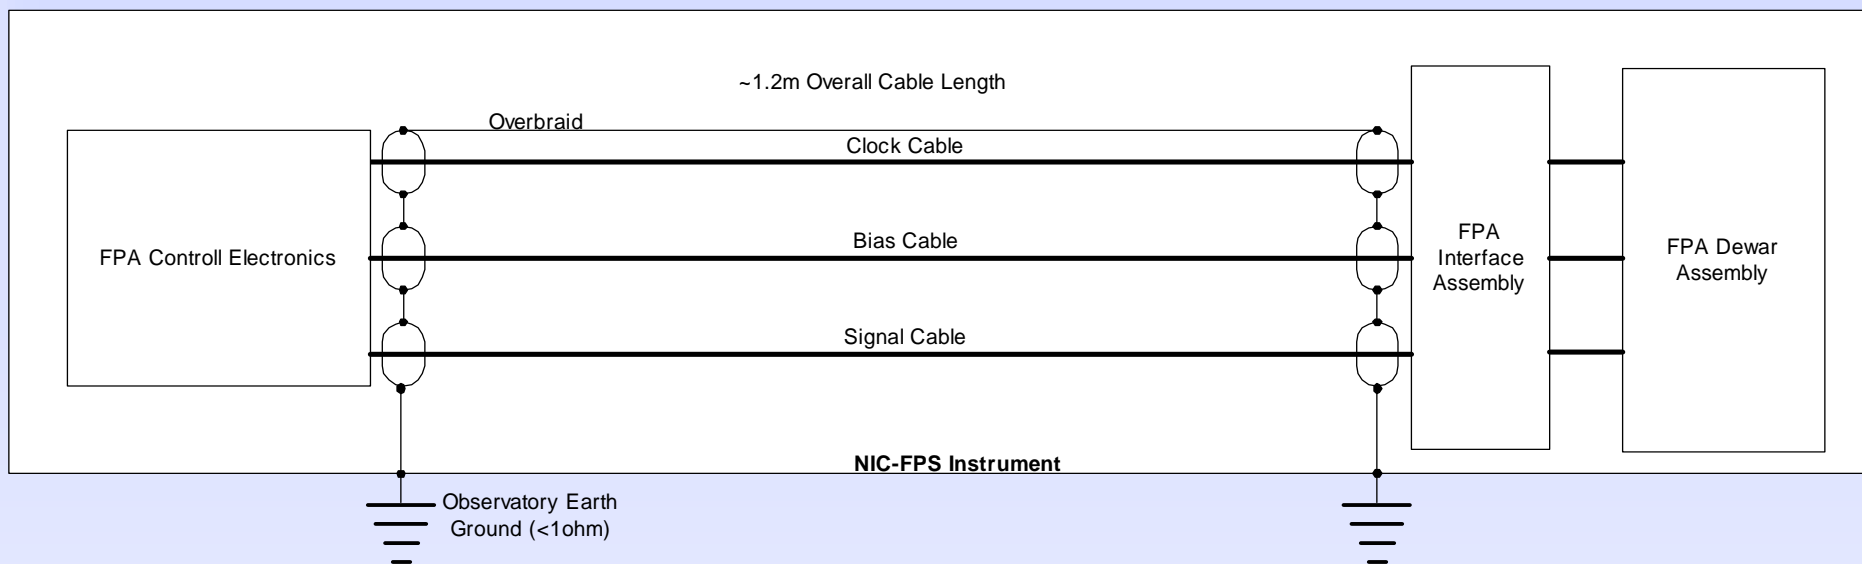 ~1.2m Overall Cable Length
Overbraid
Clock Cable
FPA Controll Electronics
Bias Cable
FPA
Interface
Assembly
FPA Dewar
Assembly
Signal Cable
NIC-FPS Instrument
Observatory Earth
Ground (<1ohm)